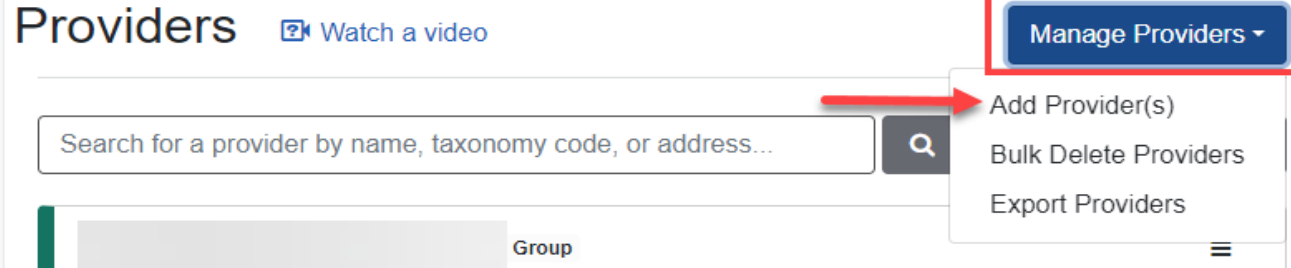 Providers
Watch a video
Manage Providers
Add Provider(s)
Search for a provider by name, taxonomy code, or address...
Bulk Delete Providers
Export Providers
Group